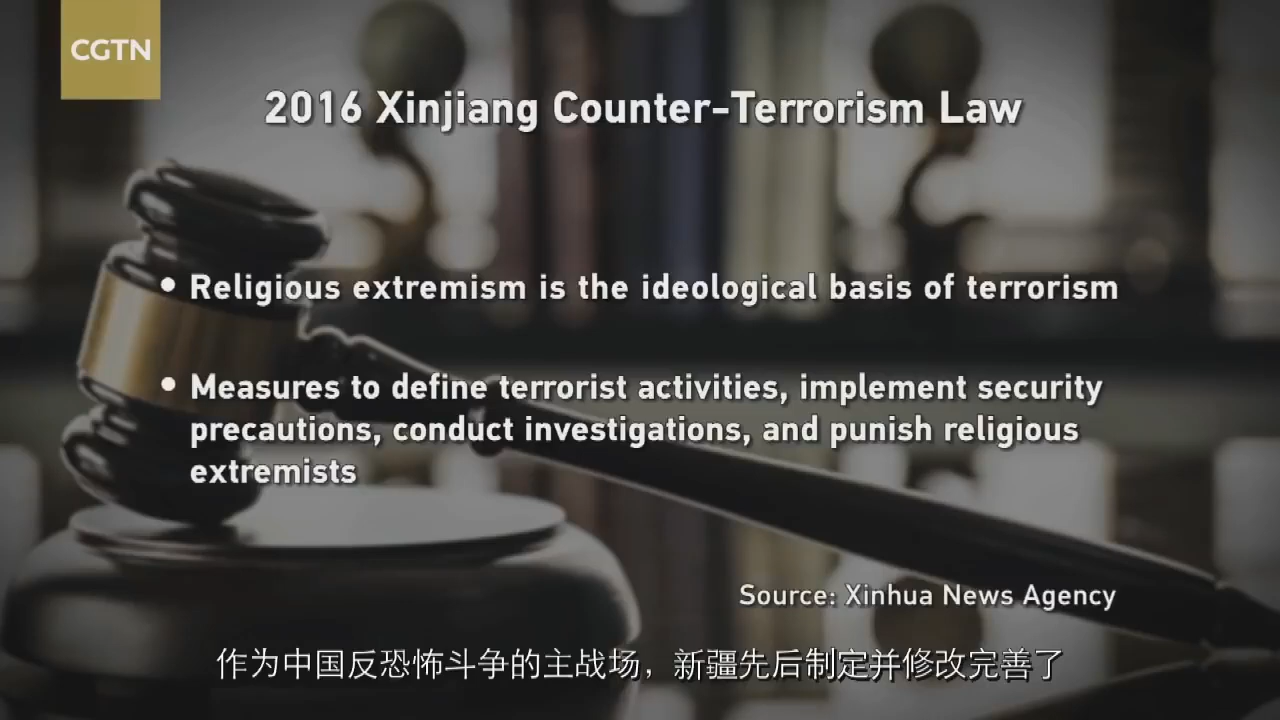 CGTN
2016 Xinjiang Counter-Terrorism Law
• Religious extremism is the ideological basis of terrorism
• Measures to define terrorist activities, implement security
precautions, conduct investigations, and punish religious
extremists
Source: Xinhua News Agency
作为中国反恐怖斗争的主战场，新疆先后制定并修改完善了